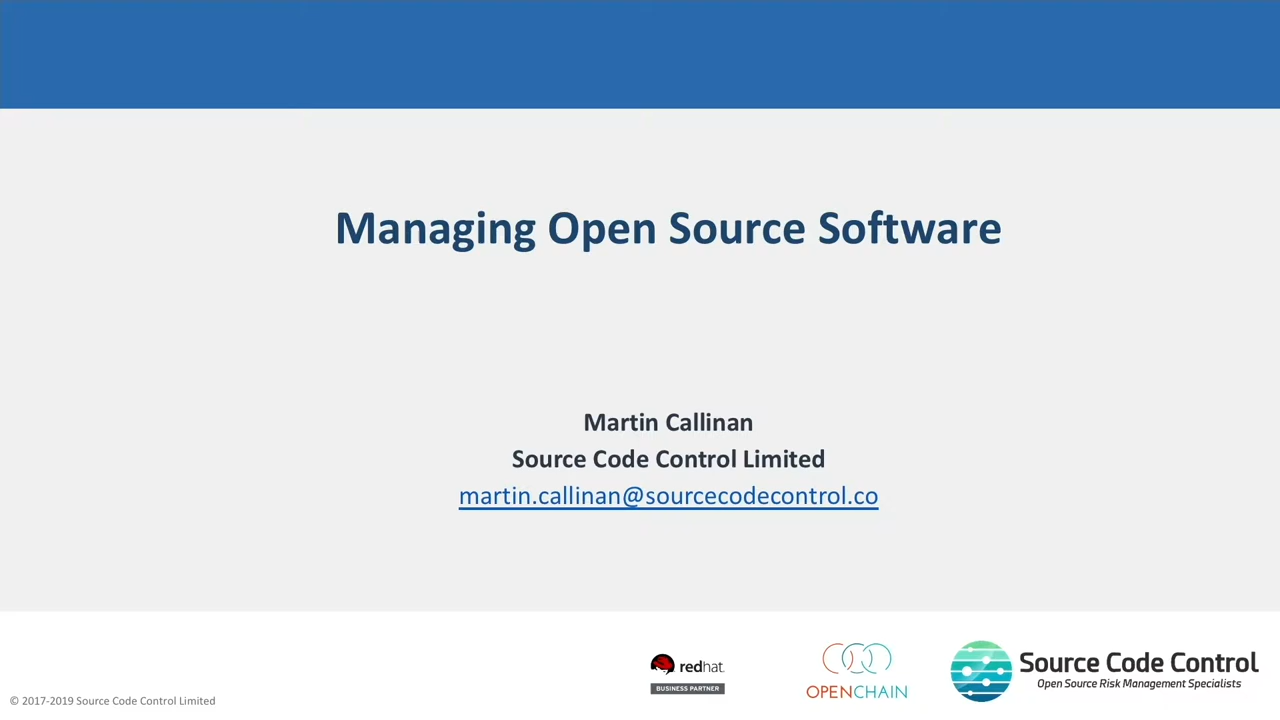 Managing Open Source Software
Martin Callinan
Source Code Control Limited
martin.callinan@sourcecodecontrol.co
redhat.
BUSINESS PARTNER
OPENCHAIN
Source Code Control
Open Source Risk Management Specialists
© 2017-2019 Source Code Control Limited